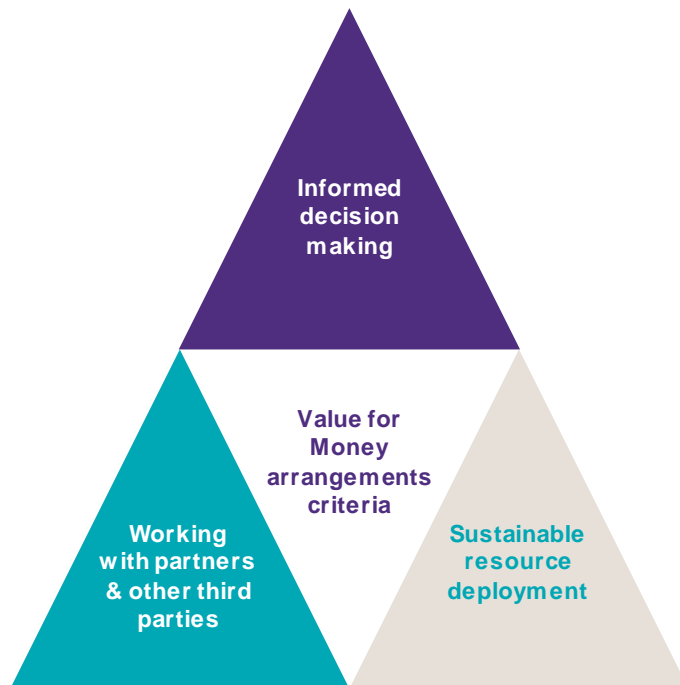 Informed
decision
making
Value for
Money
arrangements
criteria
Working
with partners
& other third
parties
Sustainable
resource
deployment